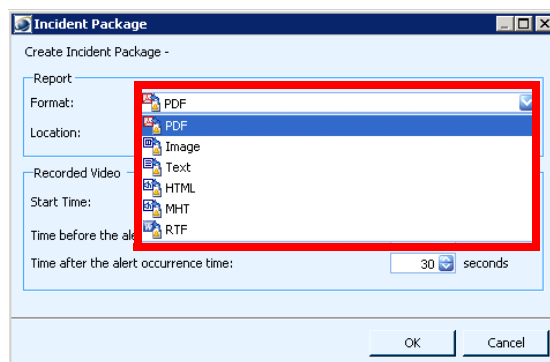 Incident Package
Create Incident Package -
Report
Format:
PDF
Location:
PDF
Image
Text
HTML
MHT
RTF
Recorded Video
Start Time:
Time before the
Time after the alert occurrence time:
30 seconds
OK
Cancel